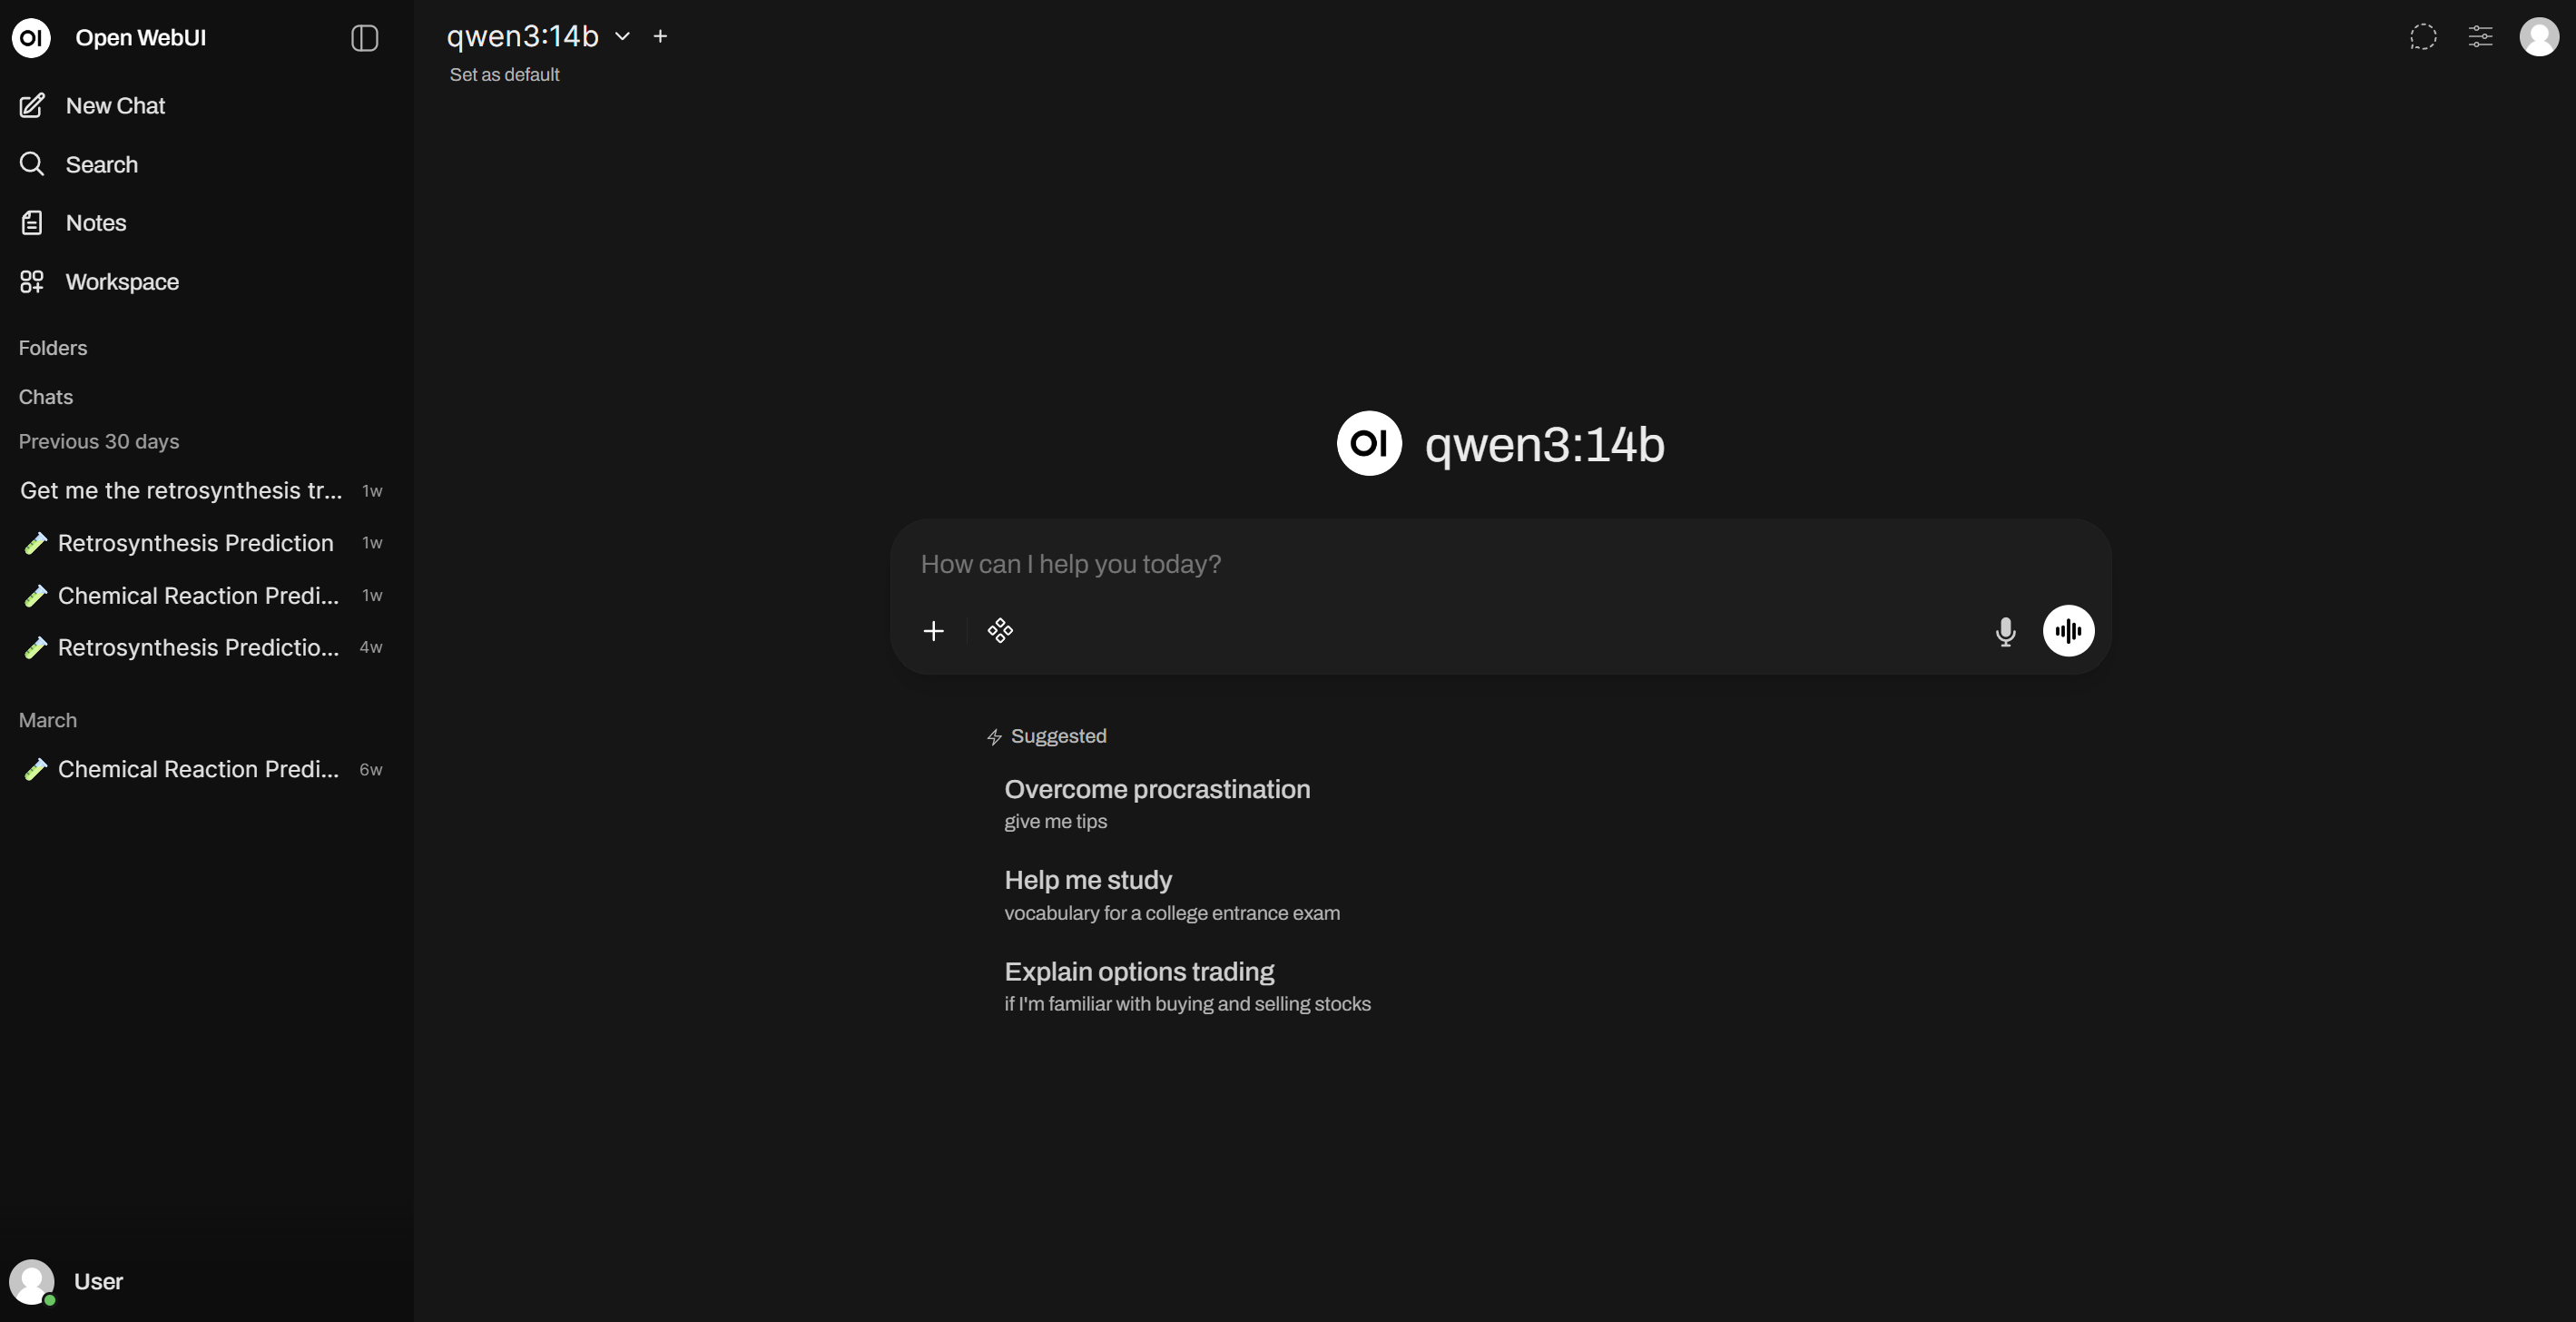 OI Open WebUI
New Chat
Search
Notes
Workspace
Folders
Chats
Previous 30 days
Get me the retrosynthesis tr... 1w
Retrosynthesis Prediction 1w
Chemical Reaction Predi... 1w
Retrosynthesis Predictio... 4w
March
Chemical Reaction Predi... 6w
User
qwen3:14b
Set as default
OI qwen3:14b
How can I help you today?
Suggested
Overcome procrastination
give me tips
Help me study
vocabulary for a college entrance exam
Explain options trading
if I'm familiar with buying and selling stocks